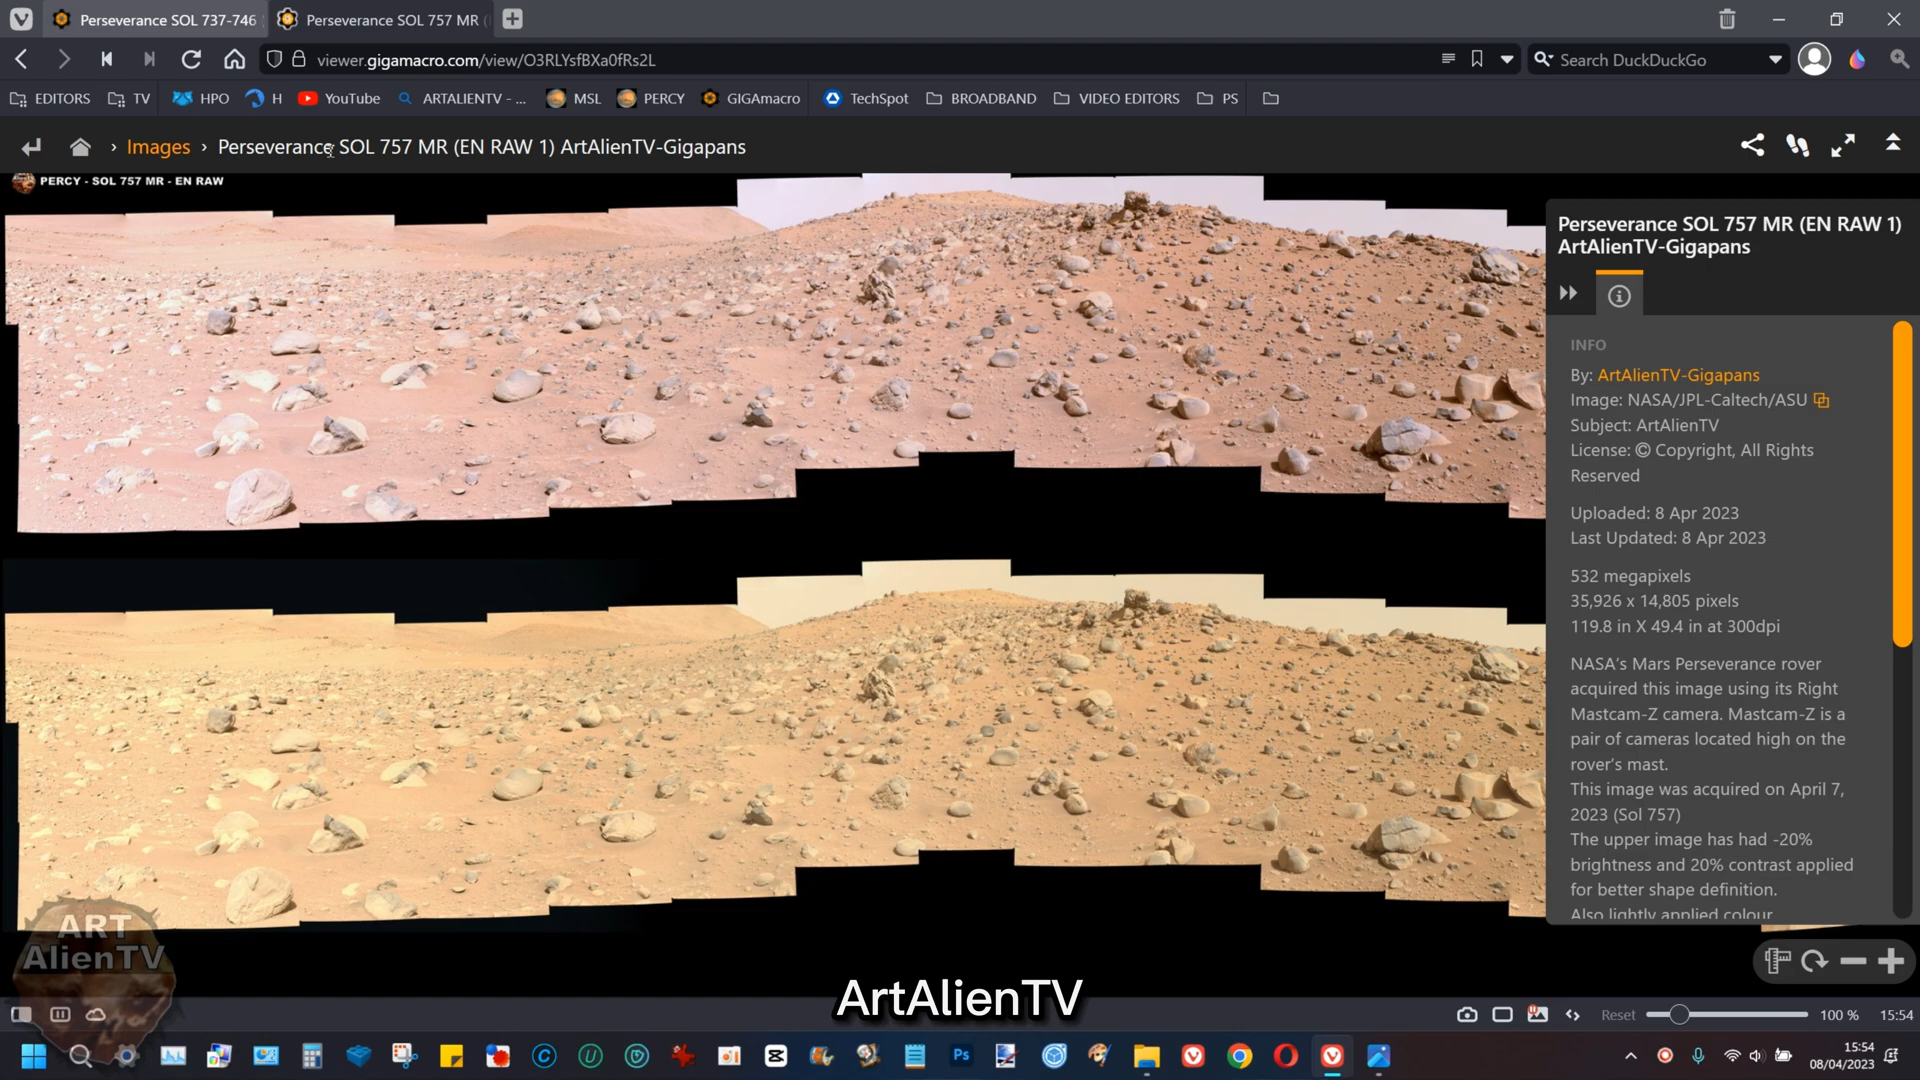 Perseverance SOL 737-746
Perseverance SOL 757 MR (
viewer.gigamacro.com/view/O3RLYsfBXa0fRs2L
Search DuckDuckGo
EDITORS
TV
HPO
H
YouTube
ARTALIENTV - ...
MSL
PERCY
GIGAmacro
TechSpot
BROADBAND
VIDEO EDITORS
PS
› Images › Perseverance SOL 757 MR (EN RAW 1) ArtAlienTV-Gigapans
PERCY - SOL 757 MR - EN RAW
Perseverance SOL 757 MR (EN RAW 1)
ArtAlienTV-Gigapans
INFO
By: ArtAlienTV-Gigapans
Image: NASA/JPL-Caltech/ASU
Subject: ArtAlienTV
License: © Copyright, All Rights
Reserved
Uploaded: 8 Apr 2023
Last Updated: 8 Apr 2023
532 megapixels
35,926 x 14,805 pixels
119.8 in X 49.4 in at 300dpi
NASA's Mars Perseverance rover
acquired this image using its Right
Mastcam-Z camera. Mastcam-Z is a
pair of cameras located high on the
rover's mast.
This image was acquired on April 7,
2023 (Sol 757)
The upper image has had -20%
brightness and 20% contrast applied
for better shape definition.
Also lightly applied colour
ART
AlienTV
ArtAlienTV
Reset
100 %
15:54
Ps
15:54
08/04/2023